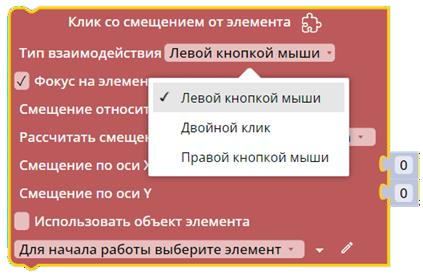 Клик со смещением от элемента
Тип взаимодействия Левой кнопкой мыши
Фокус на элемен
Левой кнопкой мыши
Смещение относит
Двойной клик
Рассчитать смещен
Правой кнопкой мыши
Смещение по оси X 0
Смещение по оси Y 0
Использовать объект элемента
Для начала работы выберите элемент